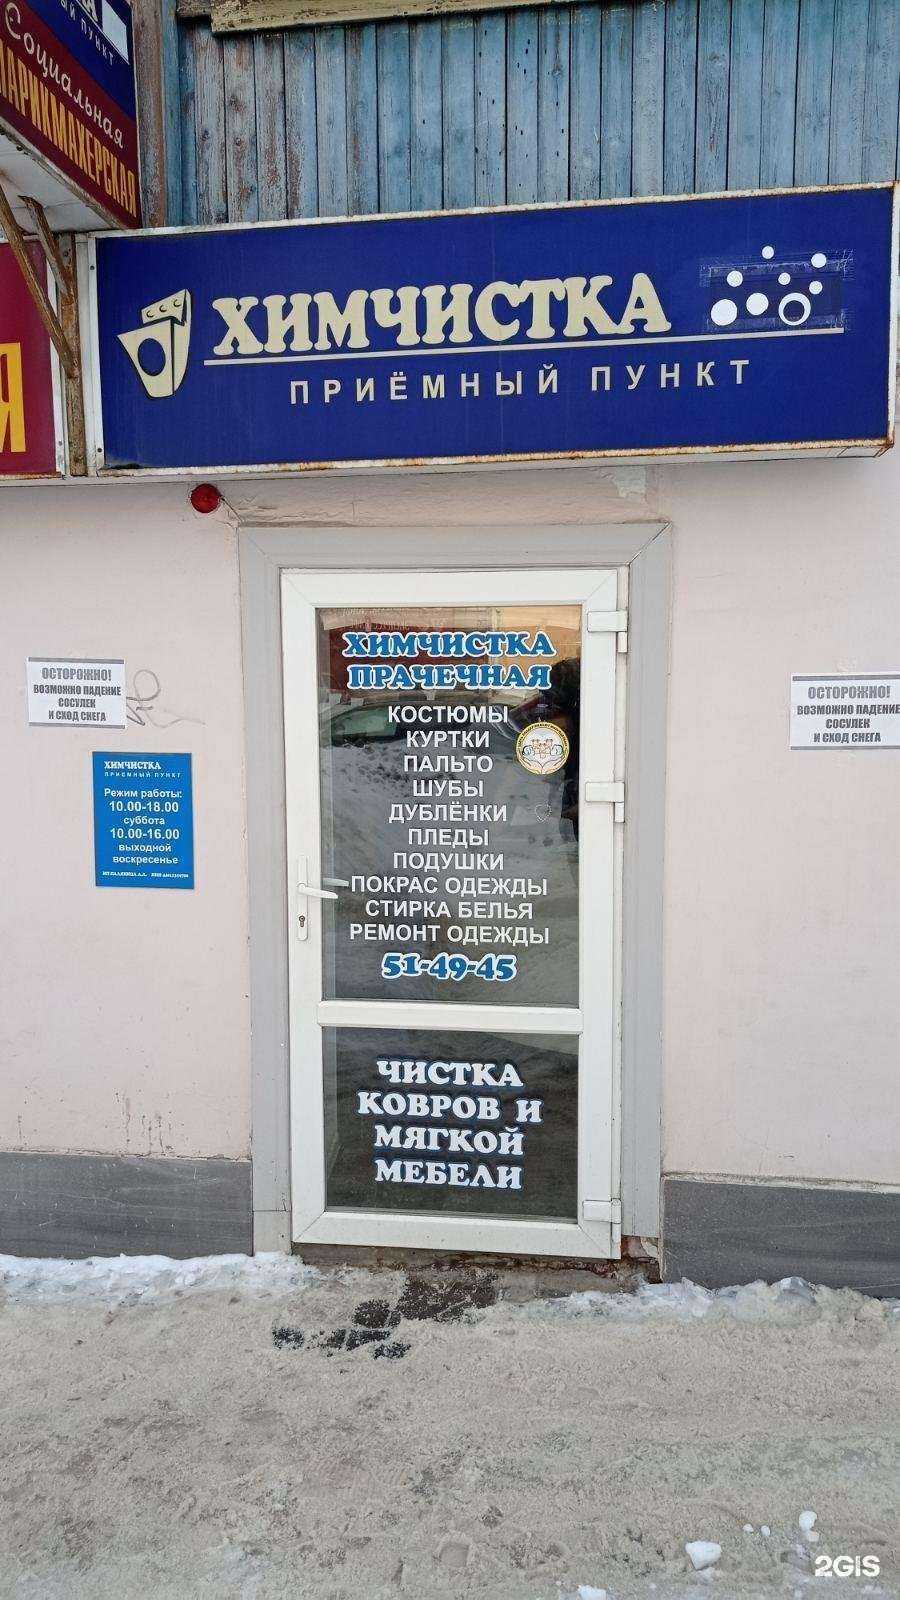 ЫЙ ПУНКТ
Социальная
ПАРИКМАХЕРСКАЯ
Я
ХИМЧИСТКА
ПРИЁМНЫЙ ПУНКТ
ОСТОРОЖНО!
ВОЗМОЖНО ПАДЕНИЕ
СОСУЛЕК
И СХОД СНЕГА
ХИМЧИСТКА
ПРИЕМНЫЙ ПУНКТ
Режим работы:
10.00-18.00
суббота
10.00-16.00
выходной
воскресенье
ХИМЧИСТКА
ПРАЧЕЧНАЯ
КОСТЮМЫ
КУРТКИ
ПАЛЬТО
ШУБЫ
ДУБЛЁНКИ
ПЛЕДЫ
ПОДУШКИ
ПОКРАС ОДЕЖДЫ
СТИРКА БЕЛЬЯ
РЕМОНТ ОДЕЖДЫ
51-49-45
ЧИСТКА
КОВРОВ И
МЯГКОЙ
МЕБЕЛИ
ОСТОРОЖНО!
ВОЗМОЖНО ПАДЕНИЕ
СОСУЛЕК
И СХОД СНЕГА
2GIS